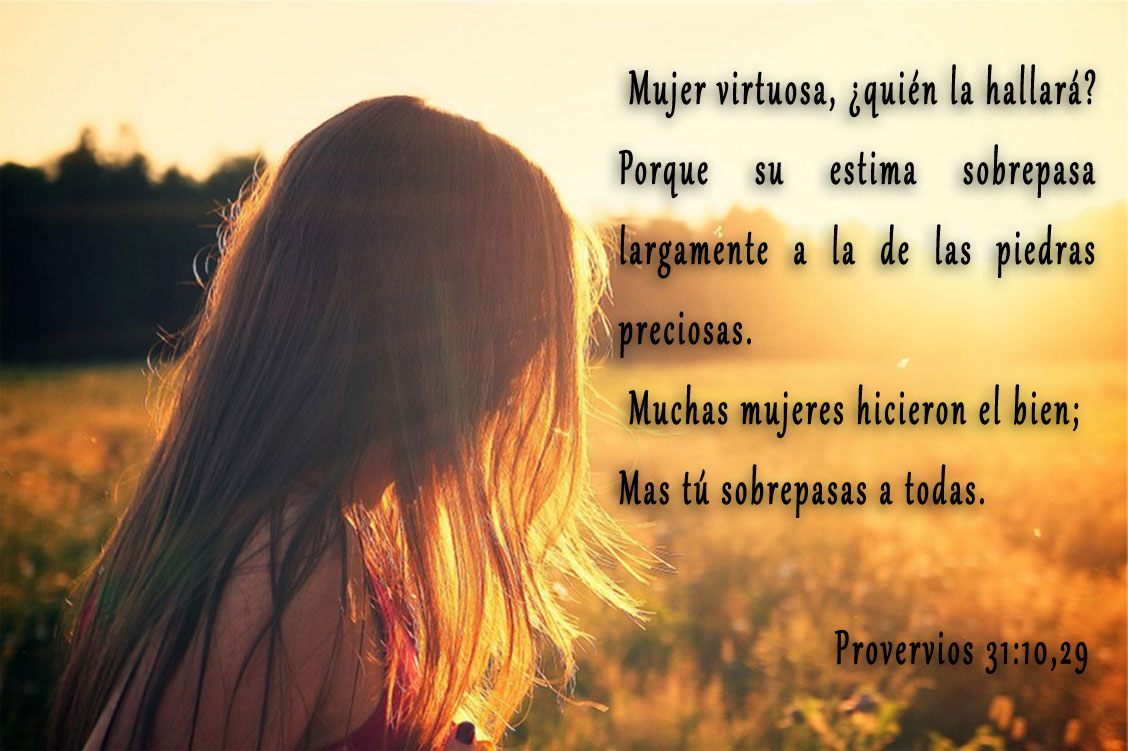 Mujer virtuosa, ¿quién la hallará?
Porque su estima sobrepasa
largamente a la de las piedras
preciosas.
Muchas mujeres hicieron el bien;
Mas tú sobrepasas a todas.
Provervios 31:10,29